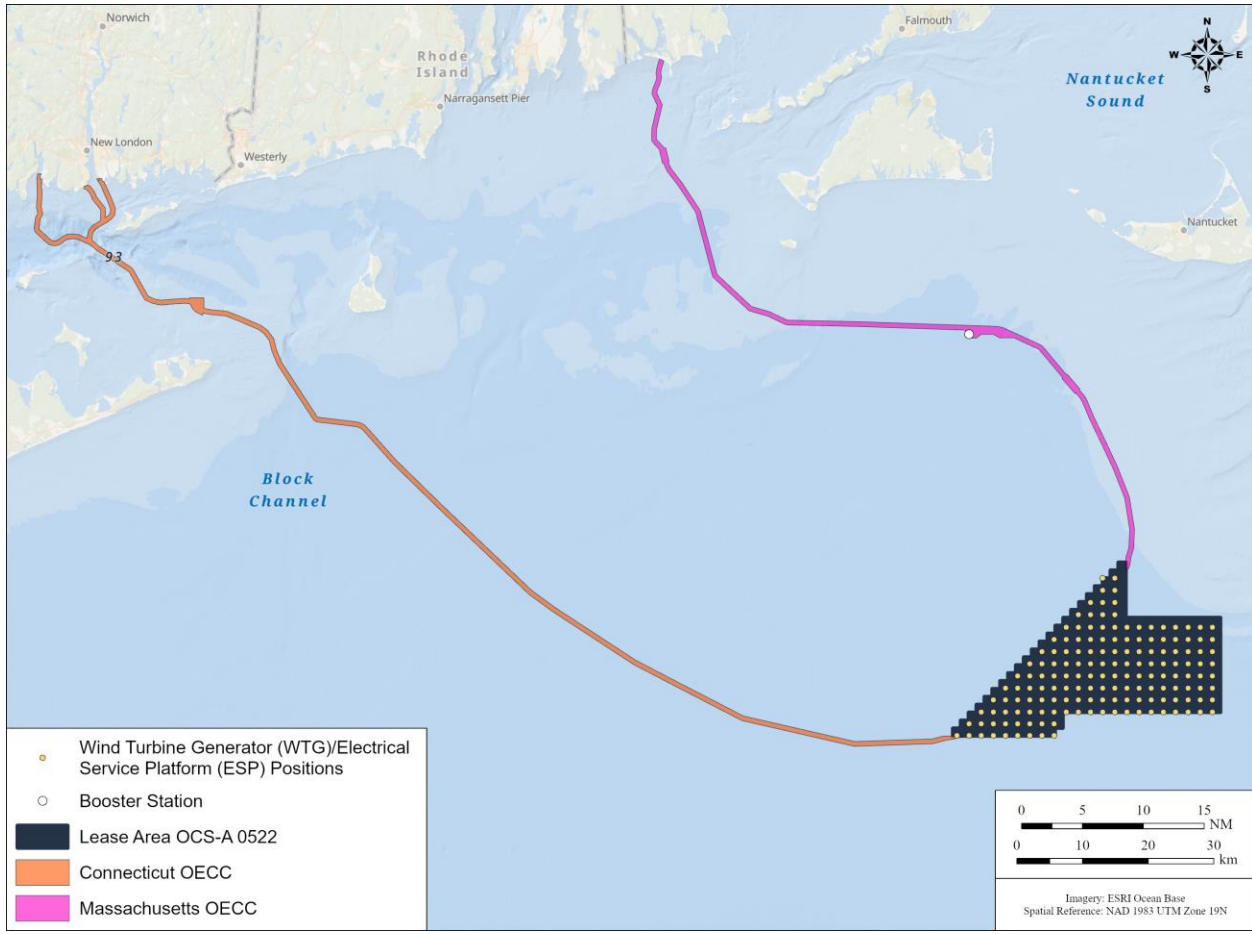 Norwich
Rhode
Island
Falmouth
N
W
E
S
Nantucket
Sound
Narragansett Pier
New London
Westerly
Nantucket
93
Block
Channel
Wind Turbine Generator (WTG)/Electrical
Service Platform (ESP) Positions
Booster Station
Lease Area OCS-A 0522
Connecticut OECC
Massachusetts OECC
0 5 10 15
NM
0 10 20 30
km
Imagery: ESRI Ocean Base
Spatial Reference: NAD 1983 UTM Zone 19N